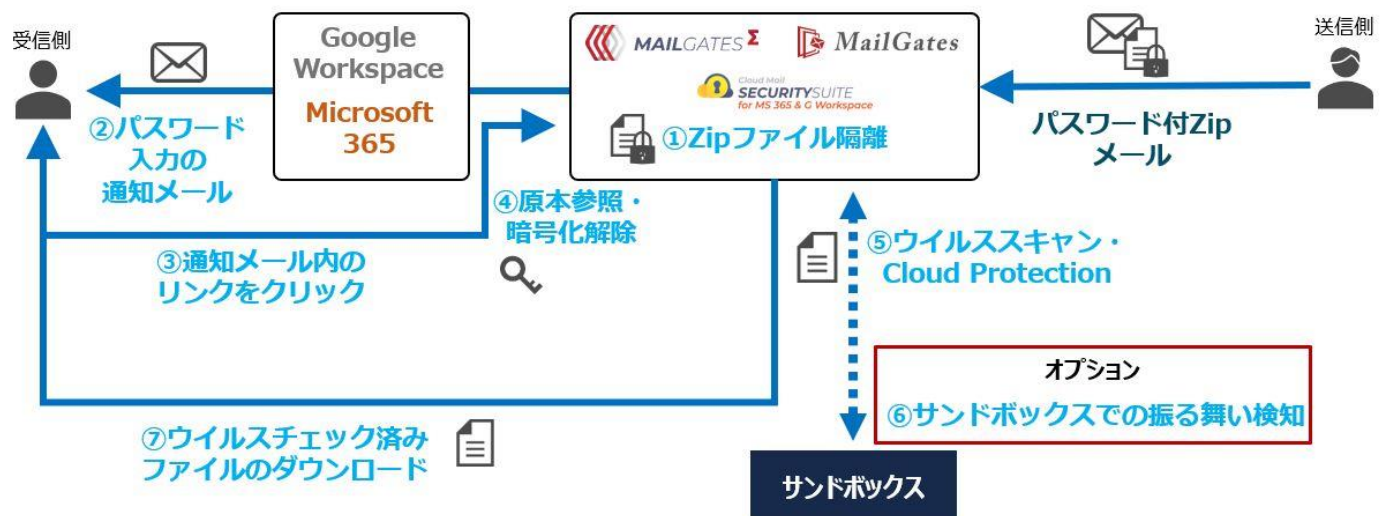 受信側
Google
Workspace
Microsoft
365
MAILGATES Σ
MailGates
Cloud Mail
SECURITYSUITE
for MS 365 & G Workspace
①Zipファイル隔離
送信側
パスワード付Zip
メール
②パスワード
入力の
通知メール
③通知メール内の
リンクをクリック
④原本参照・
暗号化解除
⑤ウイルススキャン・
Cloud Protection
オプション
⑥サンドボックスでの振る舞い検知
⑦ウイルスチェック済み
ファイルのダウンロード
サンドボックス